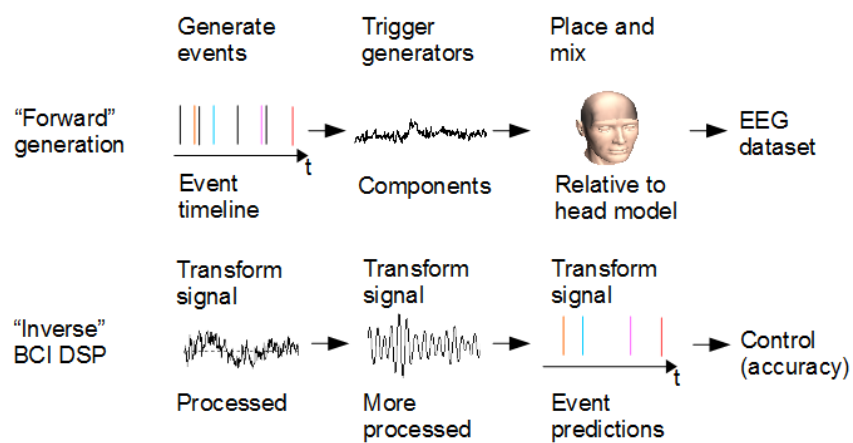 Generate
events
Trigger
generators
Place and
mix
“Forward”
generation
t
Event
timeline
Components
Relative to
head model
EEG
dataset
“Inverse”
BCI DSP
Transform
signal
Processed
Transform
signal
More
processed
Transform
signal
t
Event
predictions
Control
(accuracy)